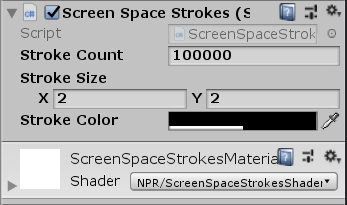 Screen Space Strokes (S
Script ScreenSpaceStrok
Stroke Count 100000
Stroke Size
X 2 Y 2
Stroke Color
ScreenSpaceStrokesMateria
Shader NPR/ScreenSpaceStrokesShader